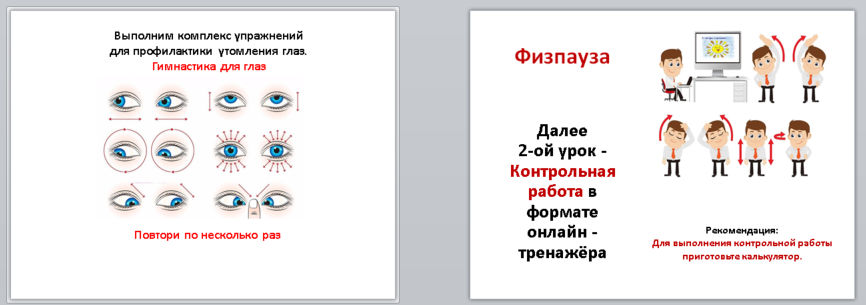 Выполним комплекс упражнений
для профилактики утомления глаз.
Гимнастика для глаз
Повтори по несколько раз
Физпауза
Далее
2-ой урок -
Контрольная
работа в
формате
онлайн -
тренажёра
Рекомендация:
Для выполнения контрольной работы
приготовьте калькулятор.